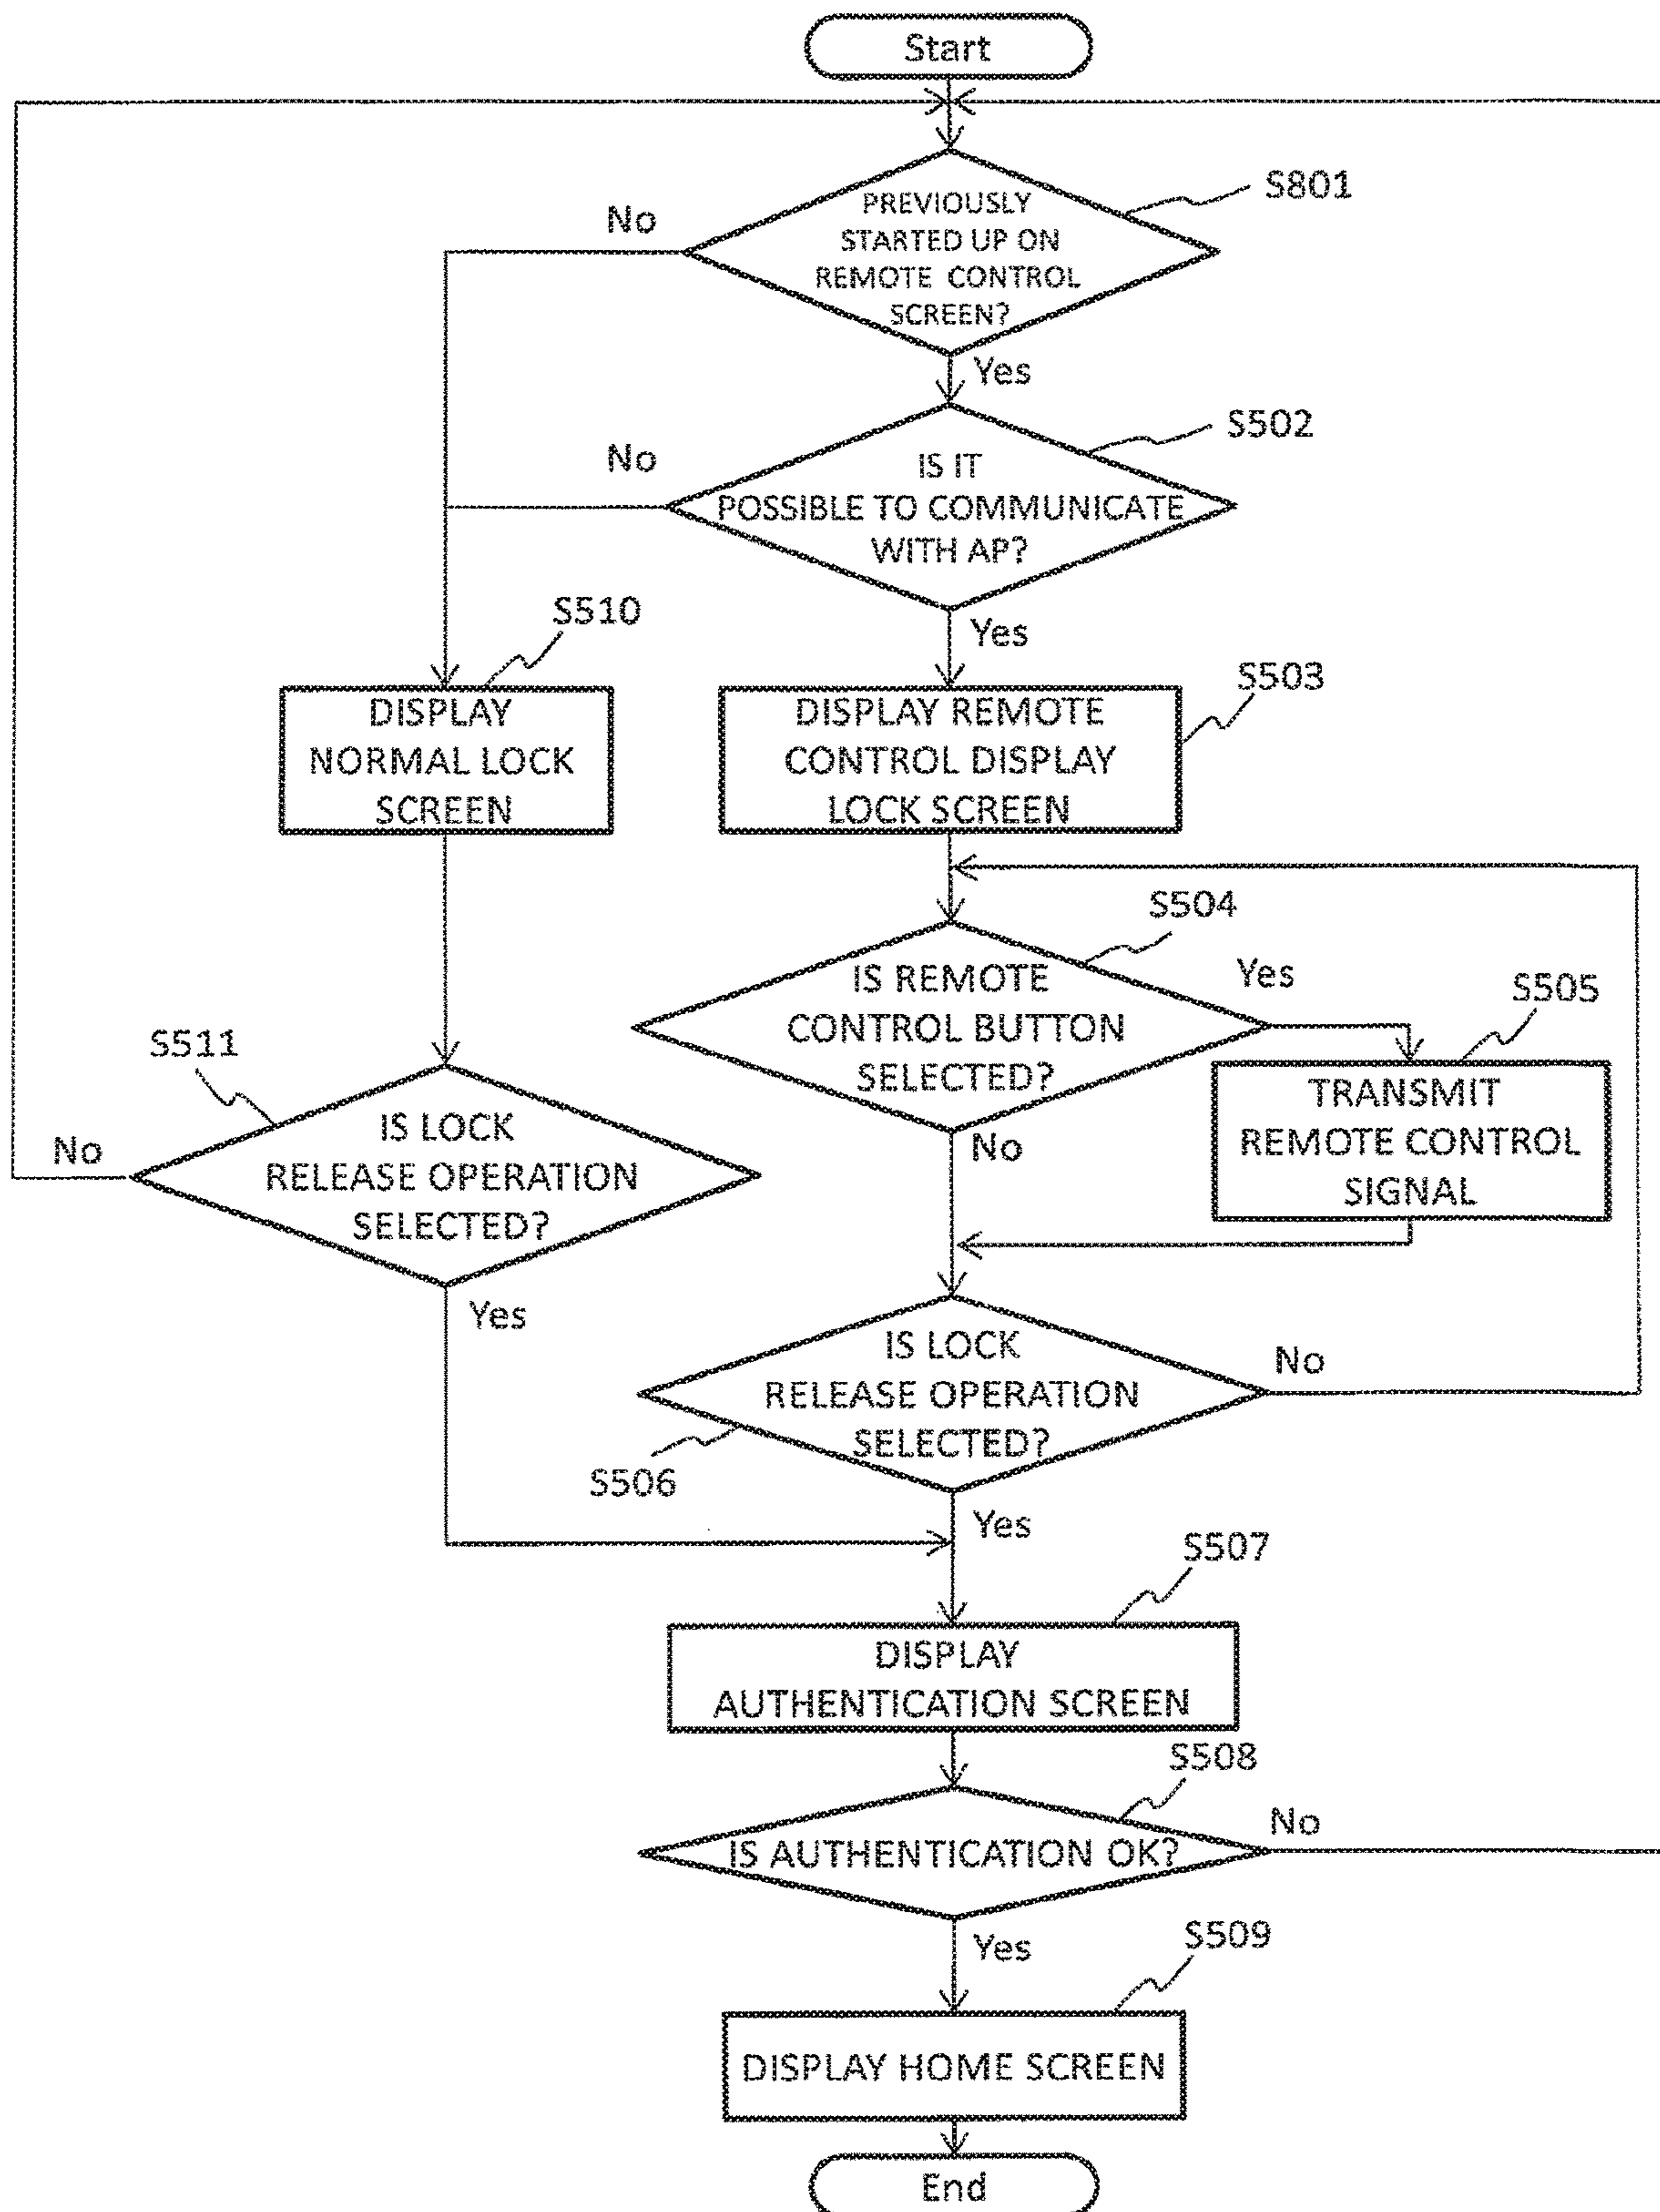 Start
S801
No
PREVIOUSLY
STARTED UP ON
REMOTE CONTROL
SCREEN?
Yes
S502
No
IS IT
POSSIBLE TO COMMUNICATE
WITH AP?
Yes
S510
S503
DISPLAY
NORMAL LOCK
SCREEN
DISPLAY REMOTE
CONTROL DISPLAY
LOCK SCREEN
S504
IS REMOTE
CONTROL BUTTON
SELECTED?
Yes
S505
TRANSMIT
REMOTE CONTROL
SIGNAL
No
S511
IS LOCK
RELEASE OPERATION
SELECTED?
No
Yes
IS LOCK
RELEASE OPERATION
SELECTED?
No
S506
Yes
S507
DISPLAY
AUTHENTICATION SCREEN
S508
IS AUTHENTICATION OK?
No
Yes
S509
DISPLAY HOME SCREEN
End